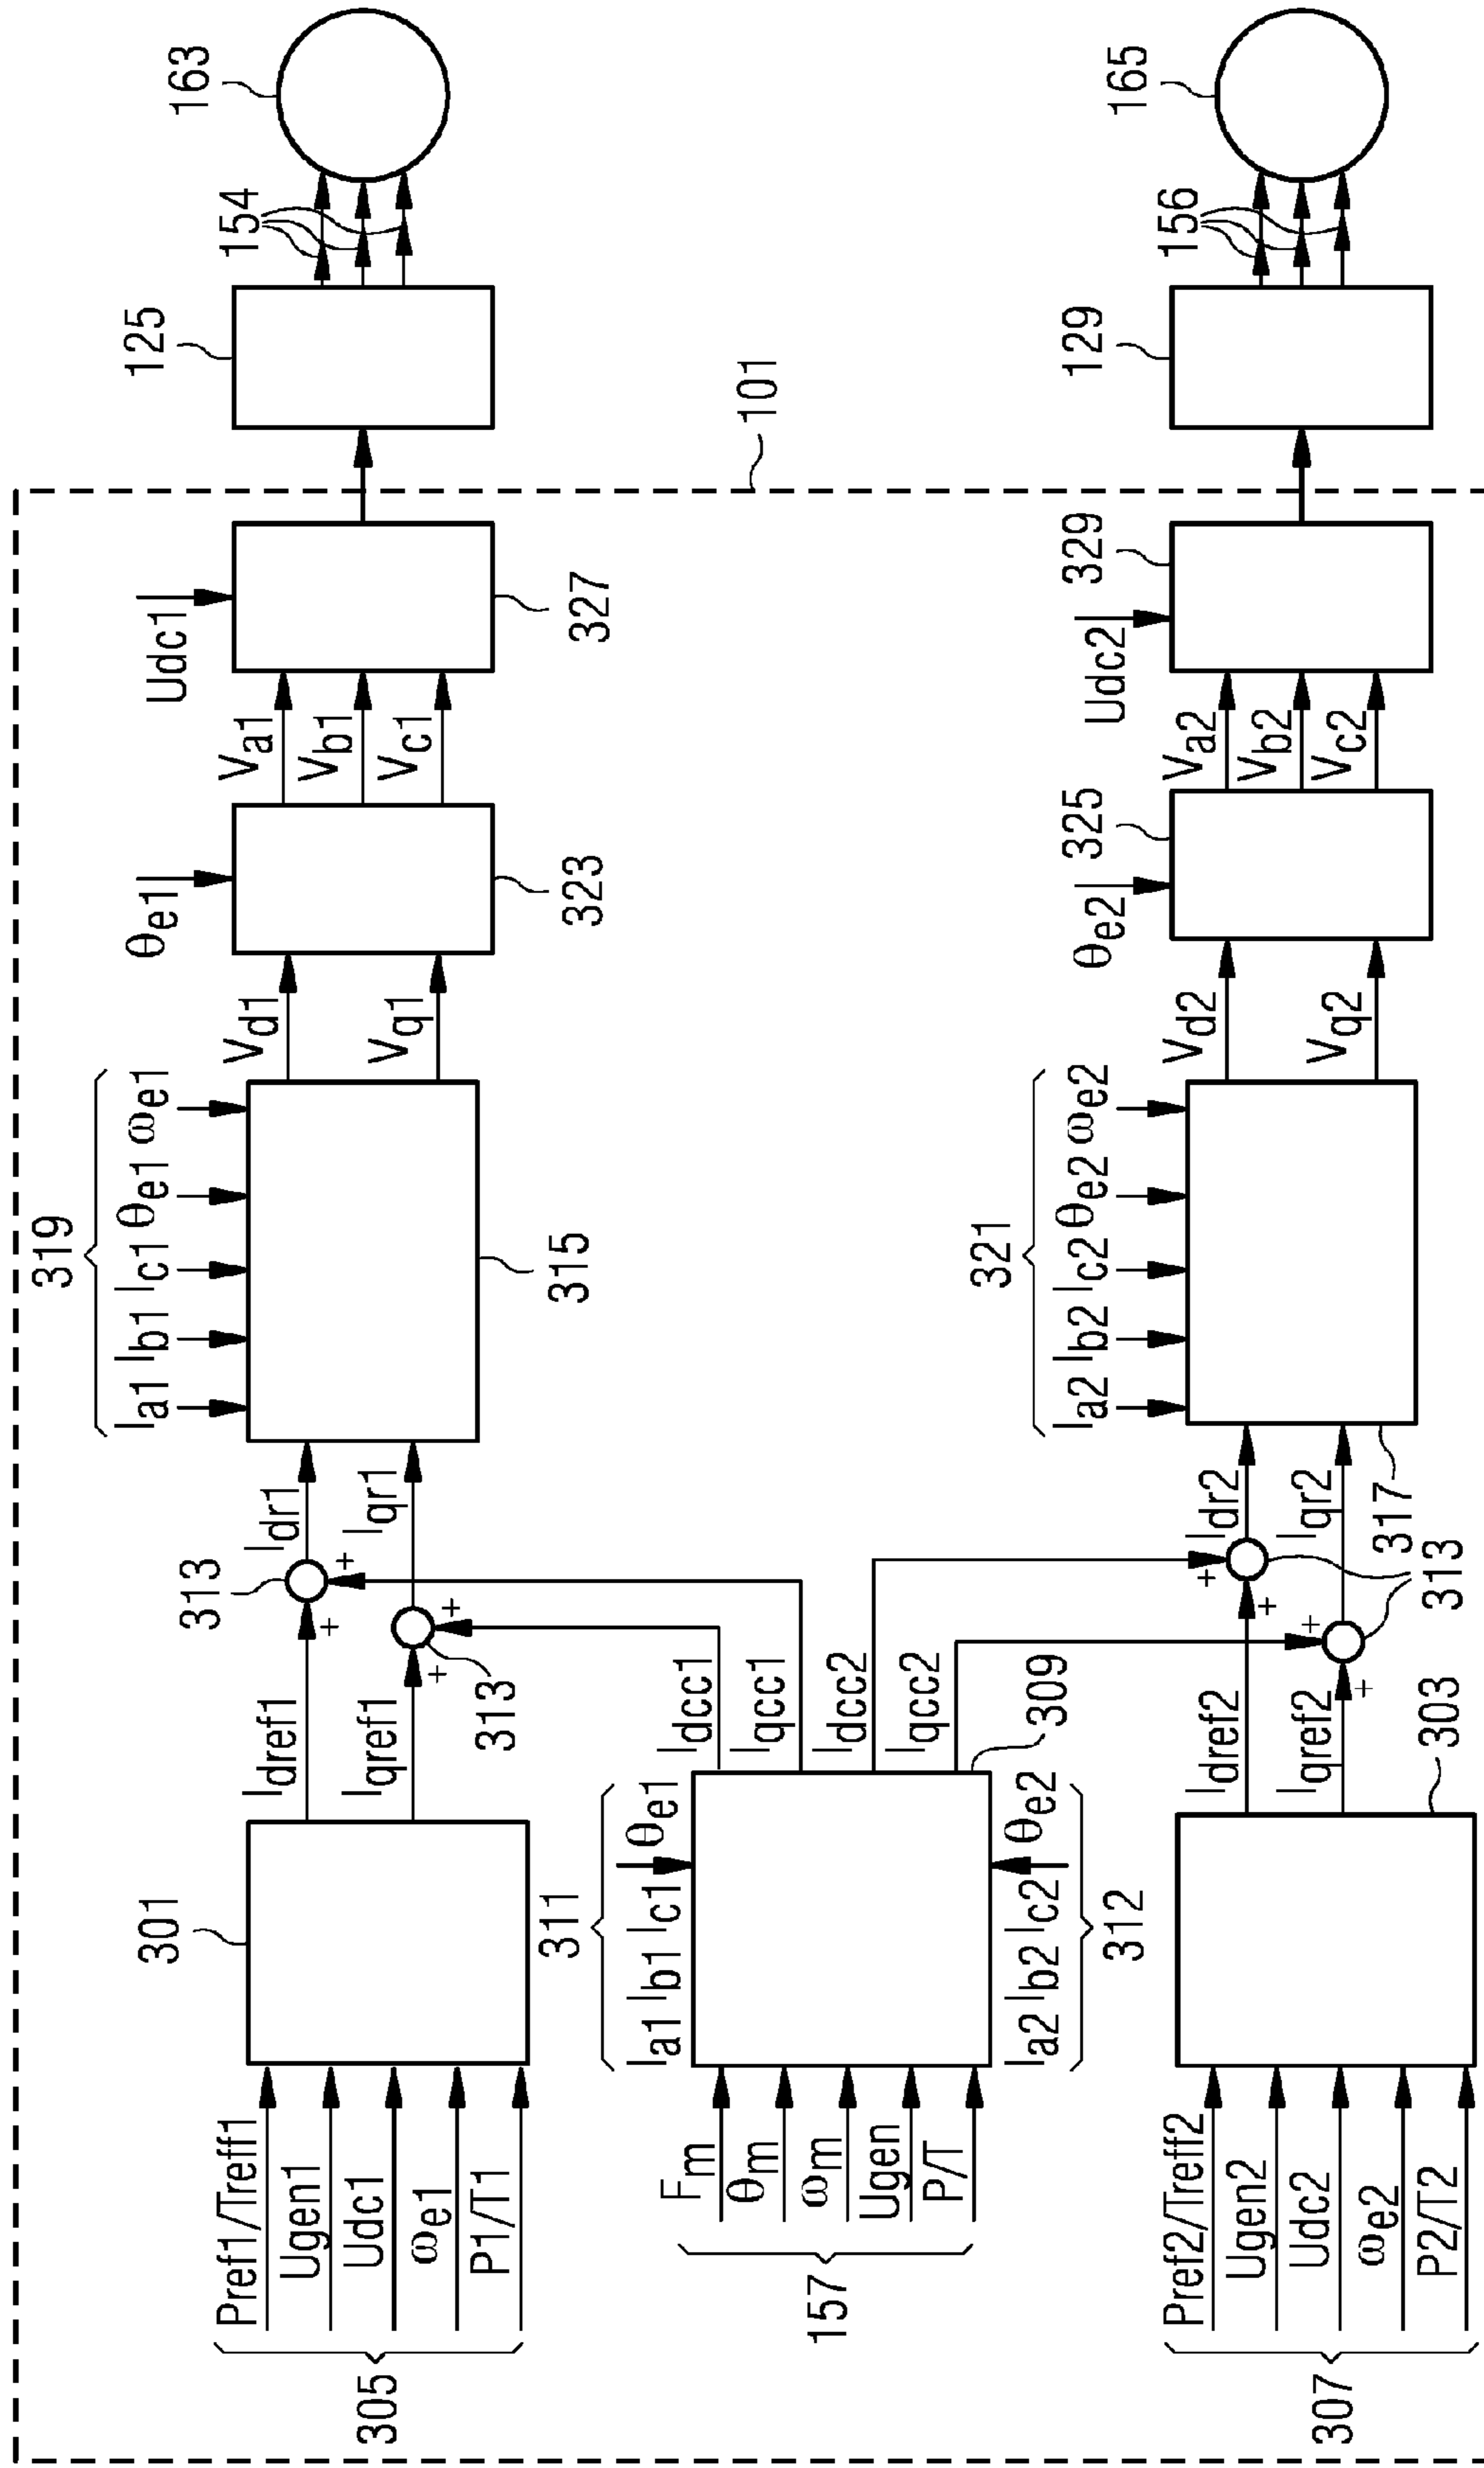 163
154
125
101
327
Udc1
Va1
Vb1
Vc1
323
θe1
Vd1
Vq1
319
Ia1 Ib1 Ic1 θe1 ωe1
315
Idr1
Iqr1
313
+
+
+
+
313
Idref1
Iqref1
301
Pref1/Treff1
Ugen1
Udc1
ωe1
P1/T1
305
Idcc1
Iqcc1
Idcc2
Iqcc2
309
311
Ia1 Ib1 Ic1 θe1
Ia2 Ib2 Ic2 θe2
312
Fm
θm
ωm
Ugen
P/T
157
165
156
129
329
Udc2
Va2
Vb2
Vc2
325
θe2
Vd2
Vq2
321
Ia2 Ib2 Ic2 θe2 ωe2
317
Idr2
Iqr2
313
+
+
+
+
Idref2
Iqref2
303
Pref2/Treff2
Ugen2
Udc2
ωe2
P2/T2
307